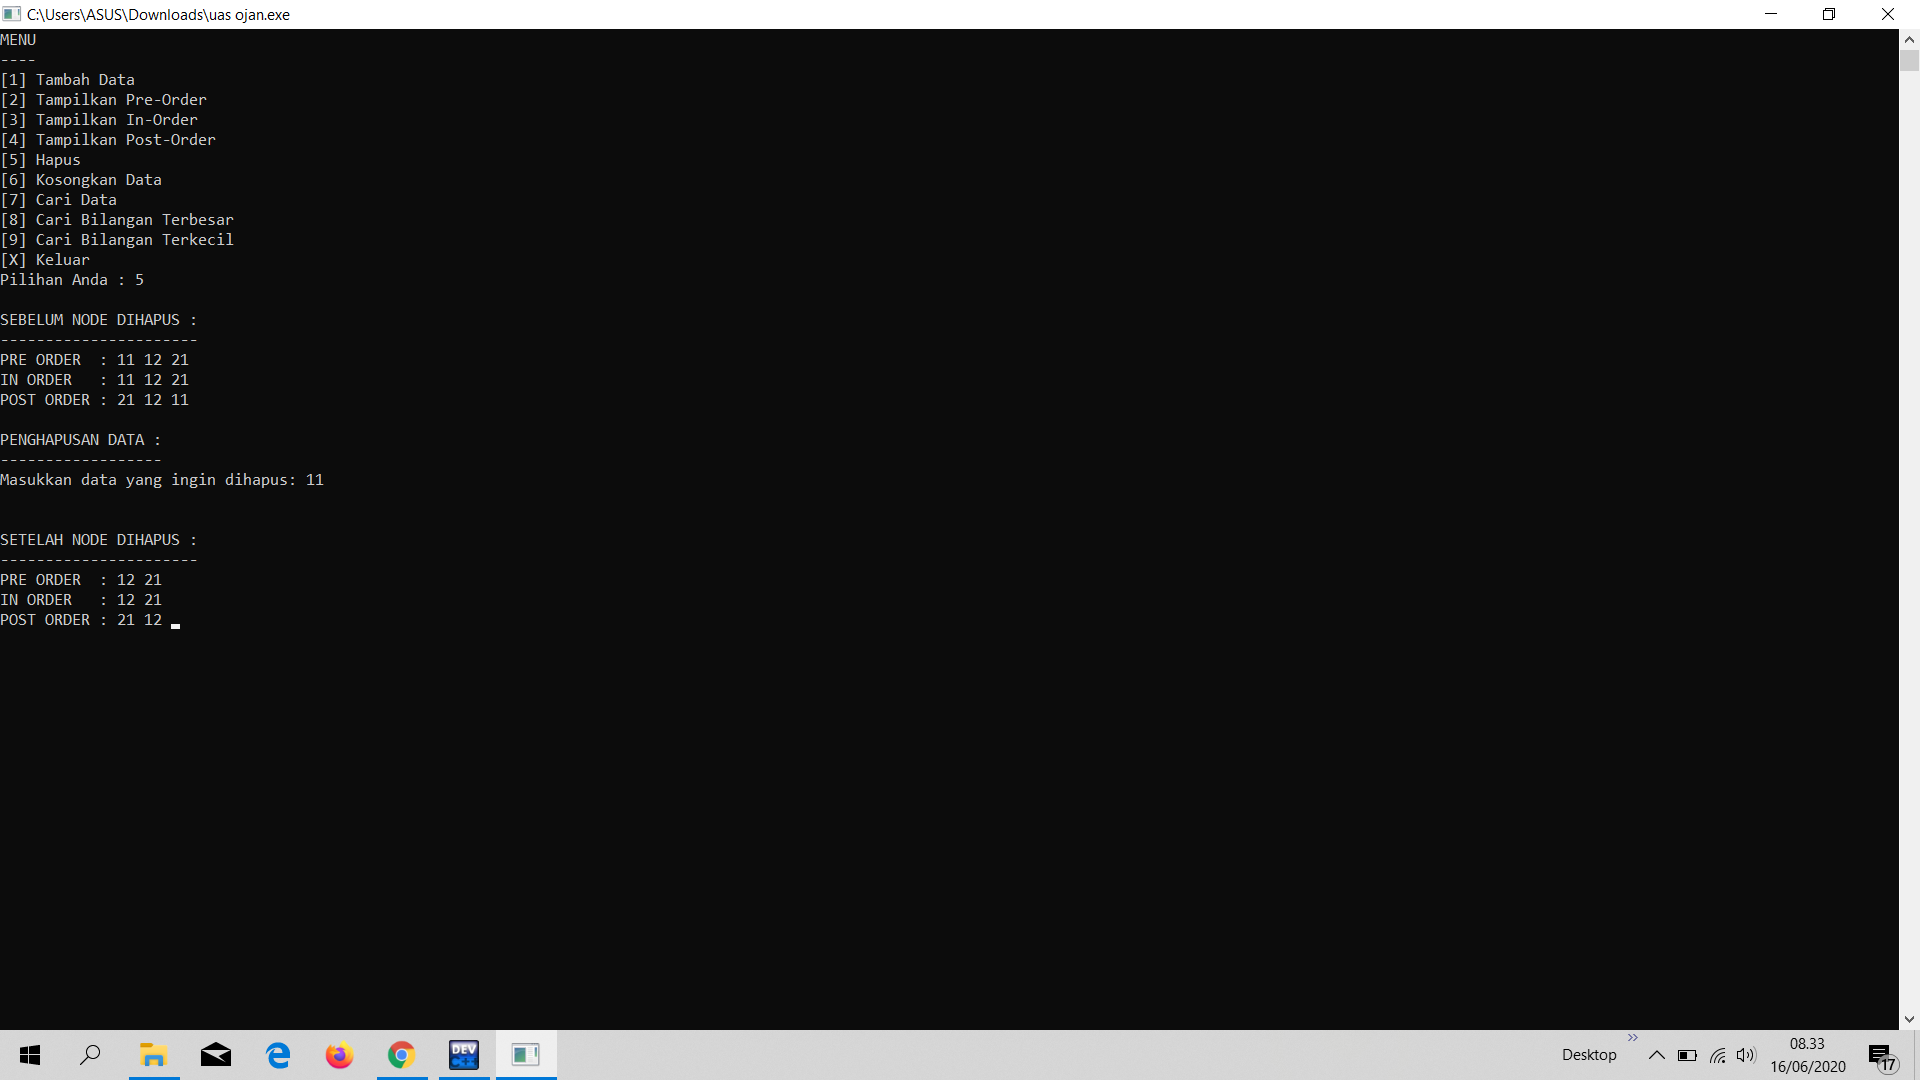 C:\Users\ASUS\Downloads\uas ojan.exe
MENU
----
[1] Tambah Data
[2] Tampilkan Pre-Order
[3] Tampilkan In-Order
[4] Tampilkan Post-Order
[5] Hapus
[6] Kosongkan Data
[7] Cari Data
[8] Cari Bilangan Terbesar
[9] Cari Bilangan Terkecil
[X] Keluar
Pilihan Anda : 5
SEBELUM NODE DIHAPUS :
----------------------
PRE ORDER  : 11 12 21
IN ORDER   : 11 12 21
POST ORDER : 21 12 11
PENGHAPUSAN DATA :
------------------
Masukkan data yang ingin dihapus: 11
SETELAH NODE DIHAPUS :
----------------------
PRE ORDER  : 12 21
IN ORDER   : 12 21
POST ORDER : 21 12
DEV C++
Desktop
08.33
16/06/2020
17